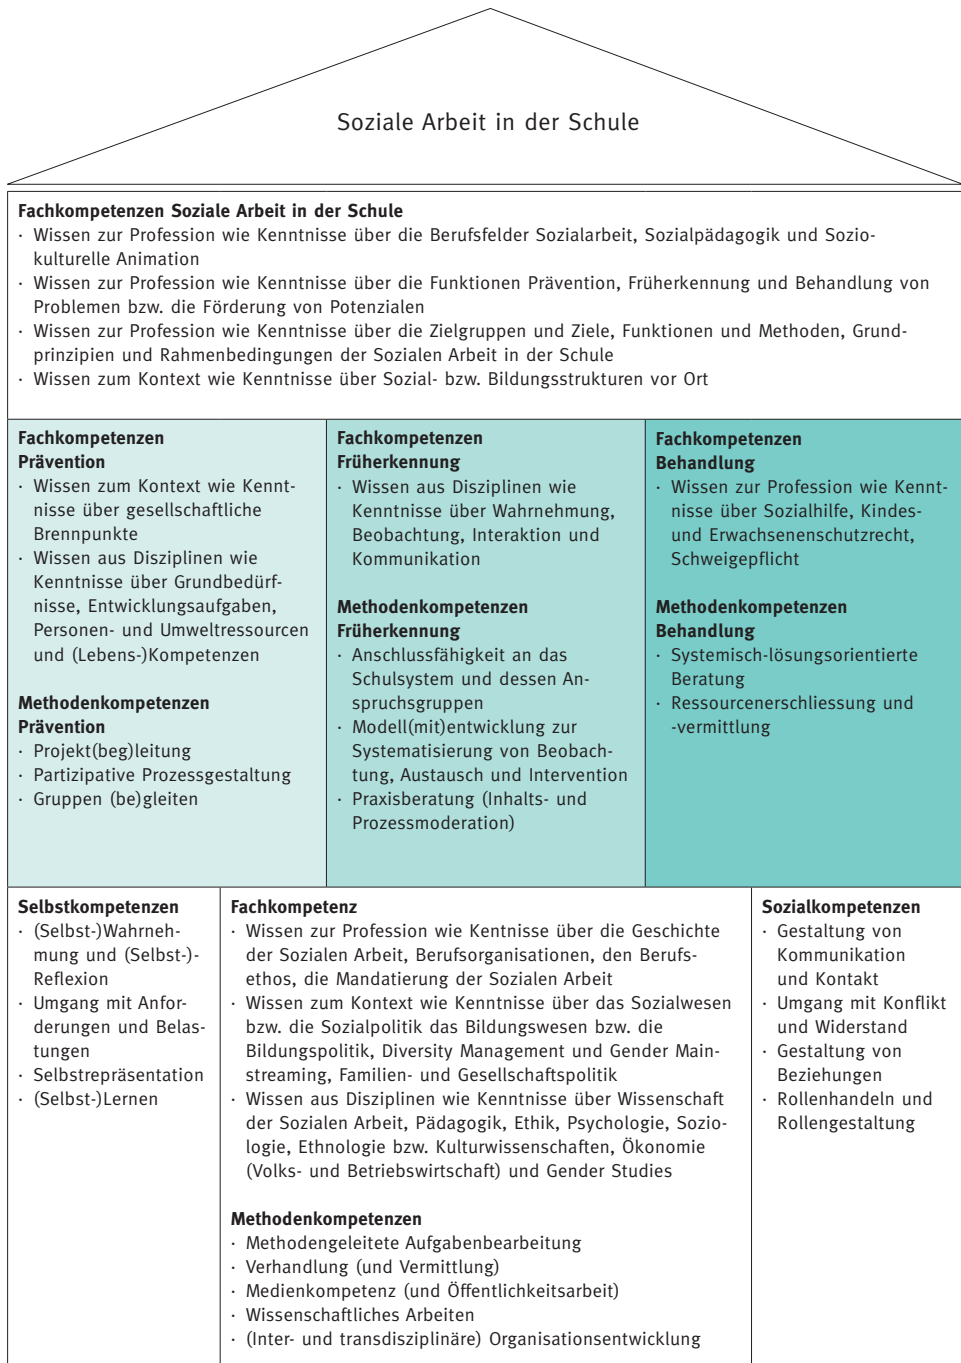 Soziale Arbeit in der Schule
Fachkompetenzen Soziale Arbeit in der Schule
· Wissen zur Profession wie Kenntnisse über die Berufsfelder Sozialarbeit, Sozialpädagogik und Sozio-
kulturelle Animation
· Wissen zur Profession wie Kenntnisse über die Funktionen Prävention, Früherkennung und Behandlung von
Problemen bzw. die Förderung von Potenzialen
· Wissen zur Profession wie Kenntnisse über die Zielgruppen und Ziele, Funktionen und Methoden, Grund-
prinzipien und Rahmenbedingungen der Sozialen Arbeit in der Schule
· Wissen zum Kontext wie Kenntnisse über Sozial- bzw. Bildungsstrukturen vor Ort
Fachkompetenzen
Prävention
· Wissen zum Kontext wie Kennt-
nisse über gesellschaftliche
Brennpunkte
· Wissen aus Disziplinen wie
Kenntnisse über Grundbedürf-
nisse, Entwicklungsaufgaben,
Personen- und Umweltressourcen
und (Lebens-)Kompetenzen
Methodenkompetenzen
Prävention
· Projekt(beg)leitung
· Partizipative Prozessgestaltung
· Gruppen (be)gleiten
Fachkompetenzen
Früherkennung
· Wissen aus Disziplinen wie
Kenntnisse über Wahrnehmung,
Beobachtung, Interaktion und
Kommunikation
Methodenkompetenzen
Früherkennung
· Anschlussfähigkeit an das
Schulsystem und dessen An-
spruchsgruppen
· Modell(mit)entwicklung zur
Systematisierung von Beobach-
tung, Austausch und Intervention
· Praxisberatung (Inhalts- und
Prozessmoderation)
Fachkompetenzen
Behandlung
· Wissen zur Profession wie Kennt-
nisse über Sozialhilfe, Kindes-
und Erwachsenenschutzrecht,
Schweigepflicht
Methodenkompetenzen
Behandlung
· Systemisch-lösungsorientierte
Beratung
· Ressourcenerschliessung und
-vermittlung
Selbstkompetenzen
· (Selbst-)Wahrneh-
mung und (Selbst-)-
Reflexion
· Umgang mit Anfor-
derungen und Belas-
tungen
· Selbstrepräsentation
· (Selbst-)Lernen
Fachkompetenz
· Wissen zur Profession wie Kentnisse über die Geschichte
der Sozialen Arbeit, Berufsorganisationen, den Berufs-
ethos, die Mandatierung der Sozialen Arbeit
· Wissen zum Kontext wie Kenntnisse über das Sozialwesen
bzw. die Sozialpolitik das Bildungswesen bzw. die
Bildungspolitik, Diversity Management und Gender Main-
streaming, Familien- und Gesellschaftspolitik
· Wissen aus Disziplinen wie Kenntnisse über Wissenschaft
der Sozialen Arbeit, Pädagogik, Ethik, Psychologie, Sozio-
logie, Ethnologie bzw. Kulturwissenschaften, Ökonomie
(Volks- und Betriebswirtschaft) und Gender Studies
Methodenkompetenzen
· Methodengeleitete Aufgabenbearbeitung
· Verhandlung (und Vermittlung)
· Medienkompetenz (und Öffentlichkeitsarbeit)
· Wissenschaftliches Arbeiten
· (Inter- und transdisziplinäre) Organisationsentwicklung
Sozialkompetenzen
· Gestaltung von
Kommunikation
und Kontakt
· Umgang mit Konflikt
und Widerstand
· Gestaltung von
Beziehungen
· Rollenhandeln und
Rollengestaltung